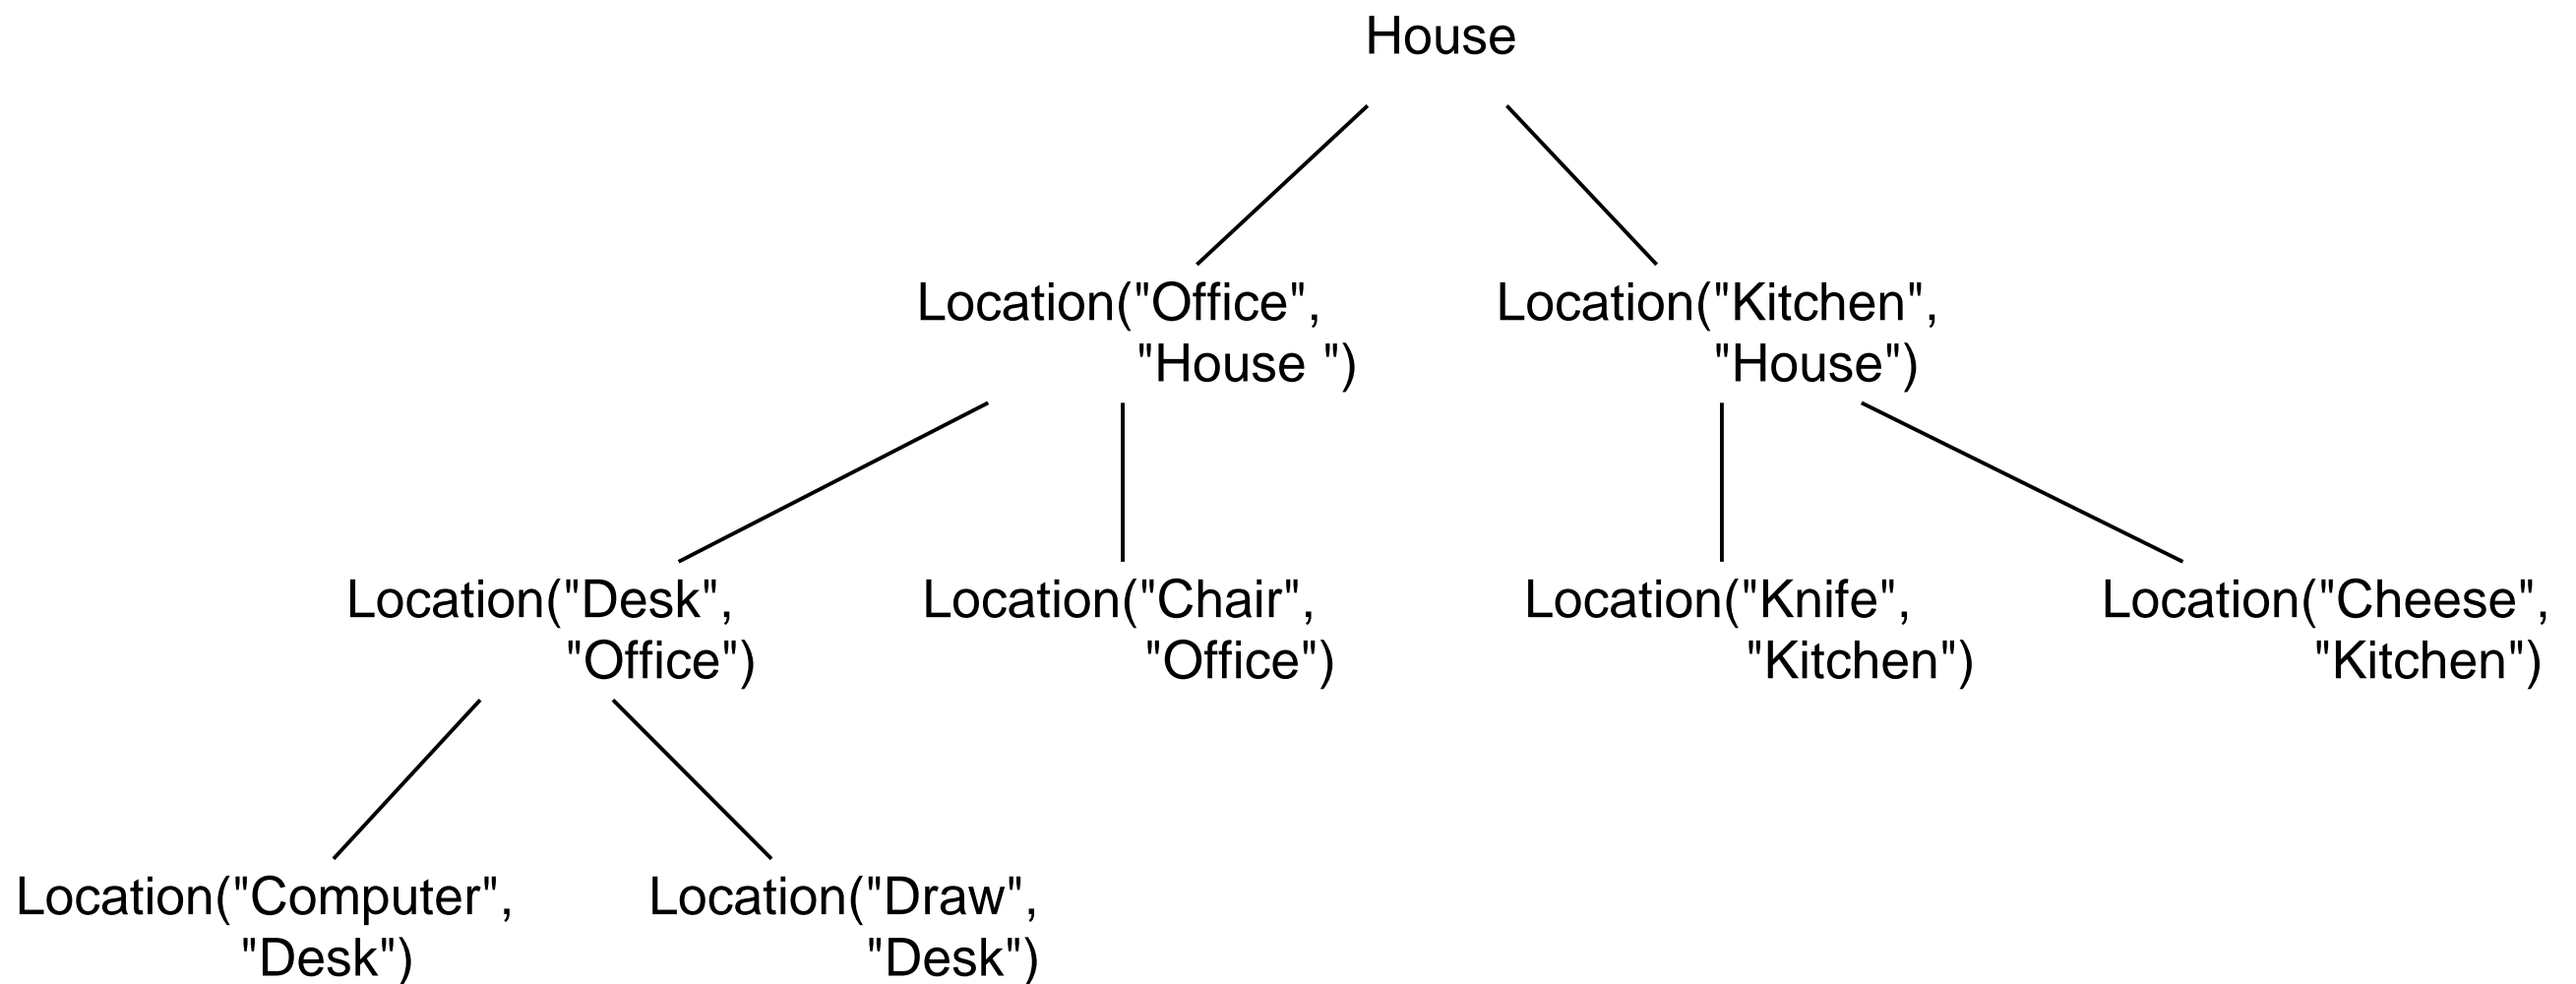 House
Location("Office",
"House ")
Location("Kitchen",
"House")
Location("Desk",
"Office")
Location("Chair",
"Office")
Location("Knife",
"Kitchen")
Location("Cheese",
"Kitchen")
Location("Computer",
"Desk")
Location("Draw",
"Desk")